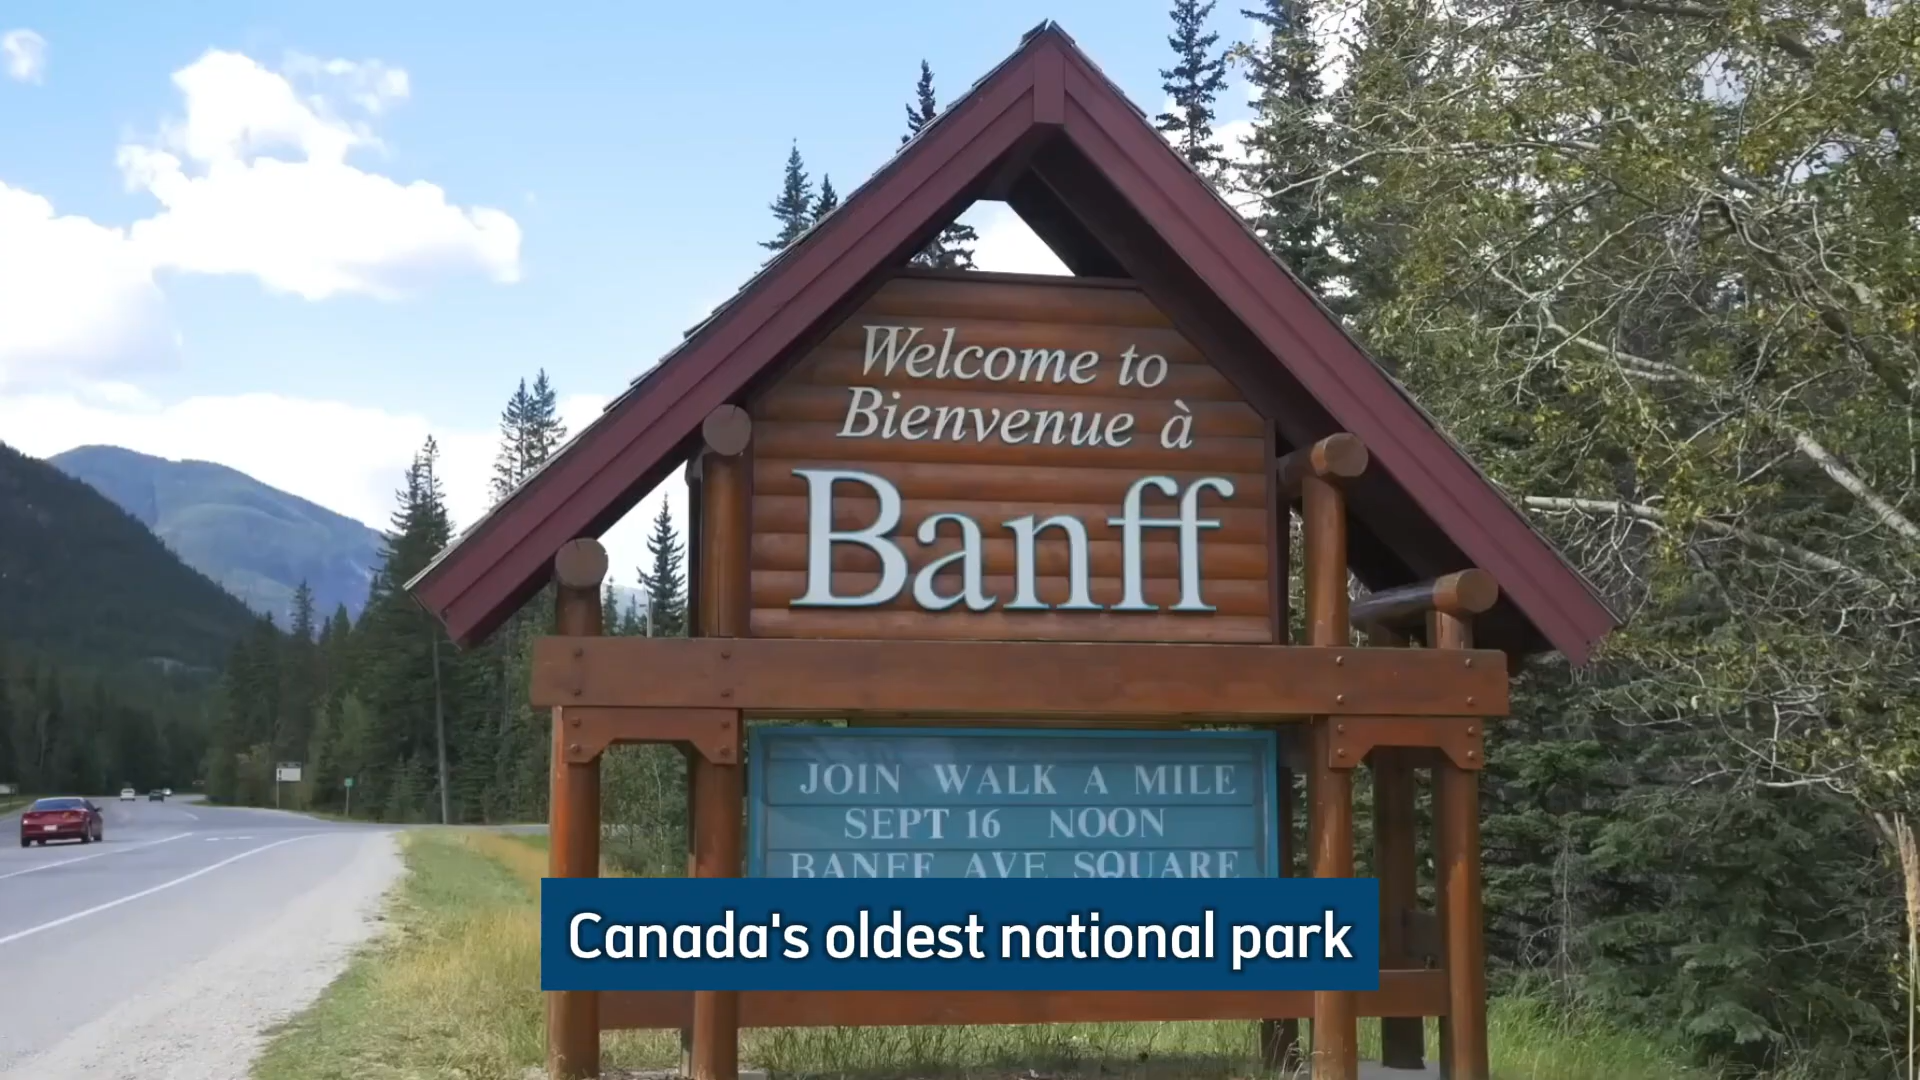 Welcome to
Bienvenue à
Banff
JOIN WALK A MILE
SEPT 16 NOON
BANFF AVE SQUARE
Canada's oldest national park